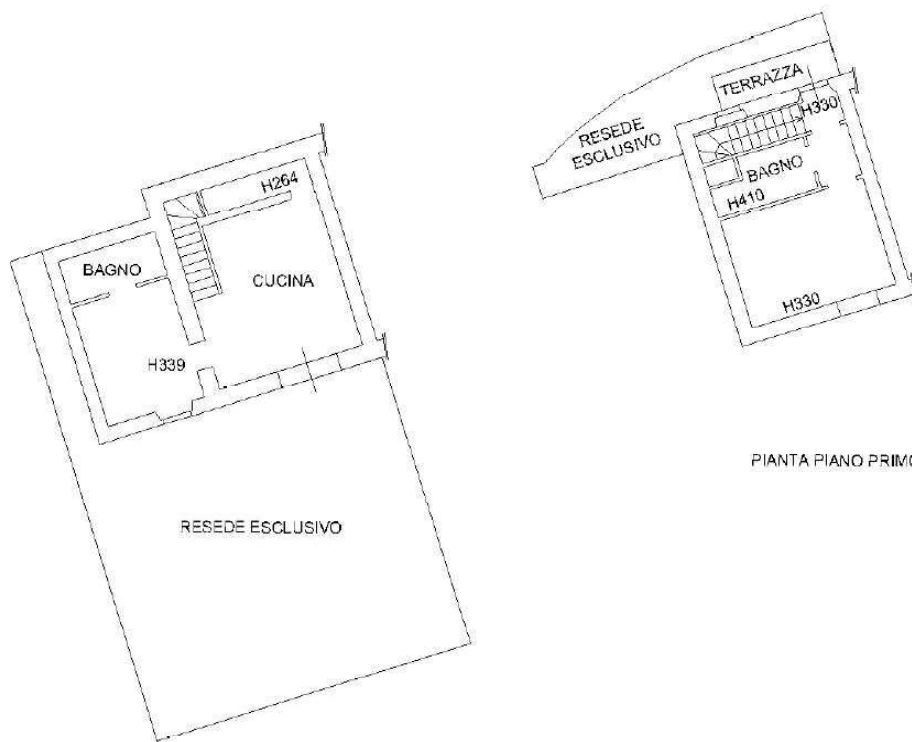 H264
BAGNO
CUCINA
H339
RESEDE ESCLUSIVO
TERRAZZA
H330
RESEDE
ESCLUSIVO
BAGNO
H410
H330
PIANTA PIANO PRIMO